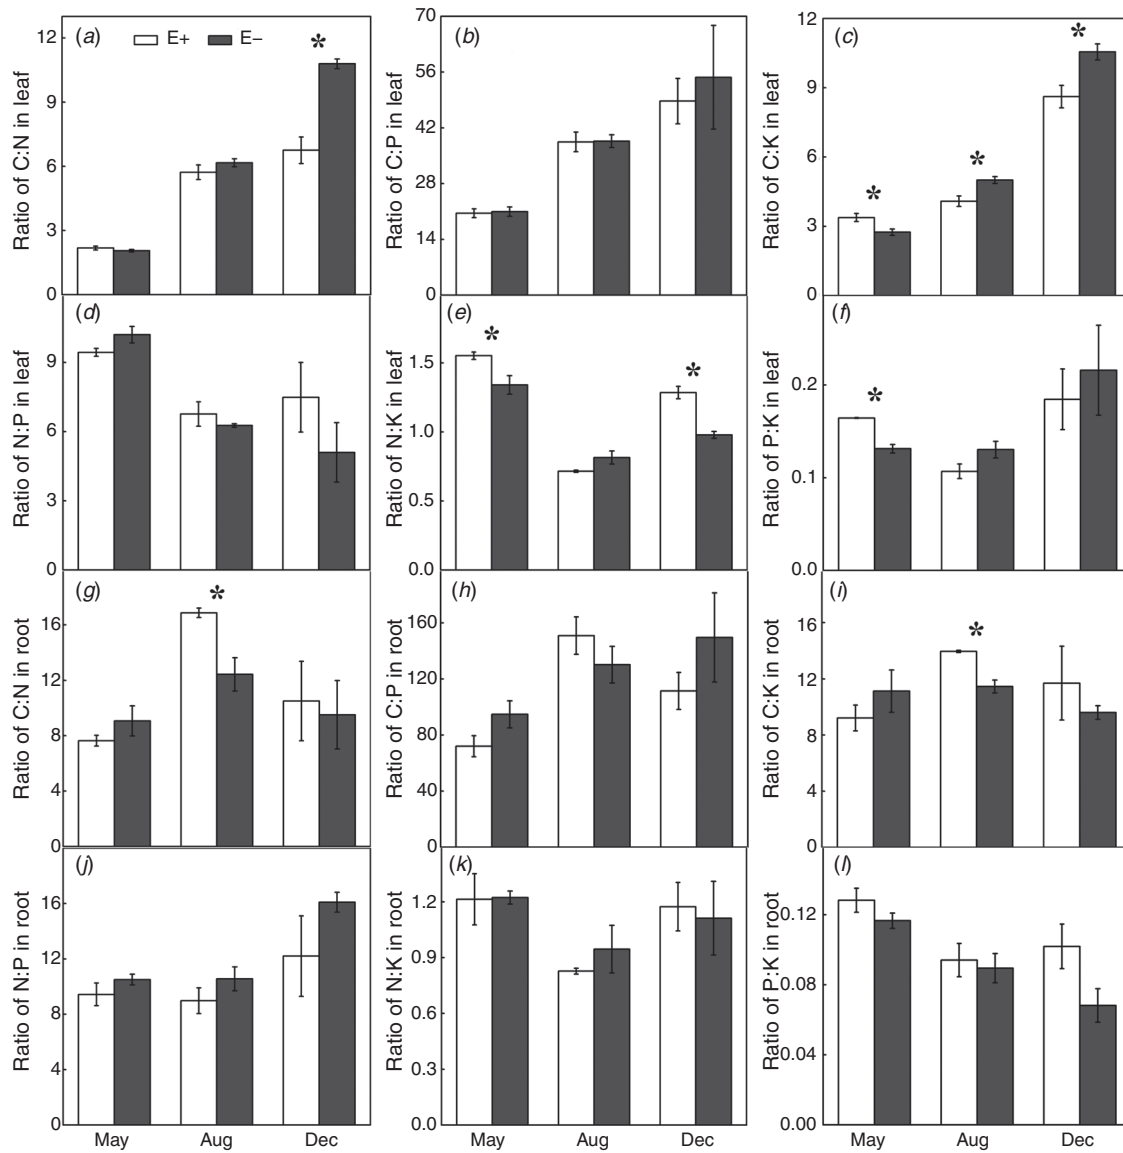 (a) E+ E− *
12
9
6
3
0
Ratio of C:N in leaf
(b)
70
56
42
28
14
0
Ratio of C:P in leaf
(c) * * *
12
9
6
3
0
Ratio of C:K in leaf
(d)
9
6
3
0
Ratio of N:P in leaf
(e) * *
1.5
1.0
0.5
0.0
Ratio of N:K in leaf
(f) *
0.2
0.1
0.0
Ratio of P:K in leaf
(g) *
16
12
8
4
0
Ratio of C:N in root
(h)
160
120
80
40
0
Ratio of C:P in root
(i) *
16
12
8
4
0
Ratio of C:K in root
(j)
16
12
8
4
0
Ratio of N:P in root
May Aug Dec
(k)
1.2
0.9
0.6
0.3
0.0
Ratio of N:K in root
May Aug Dec
(l)
0.12
0.08
0.04
0.00
Ratio of P:K in root
May Aug Dec